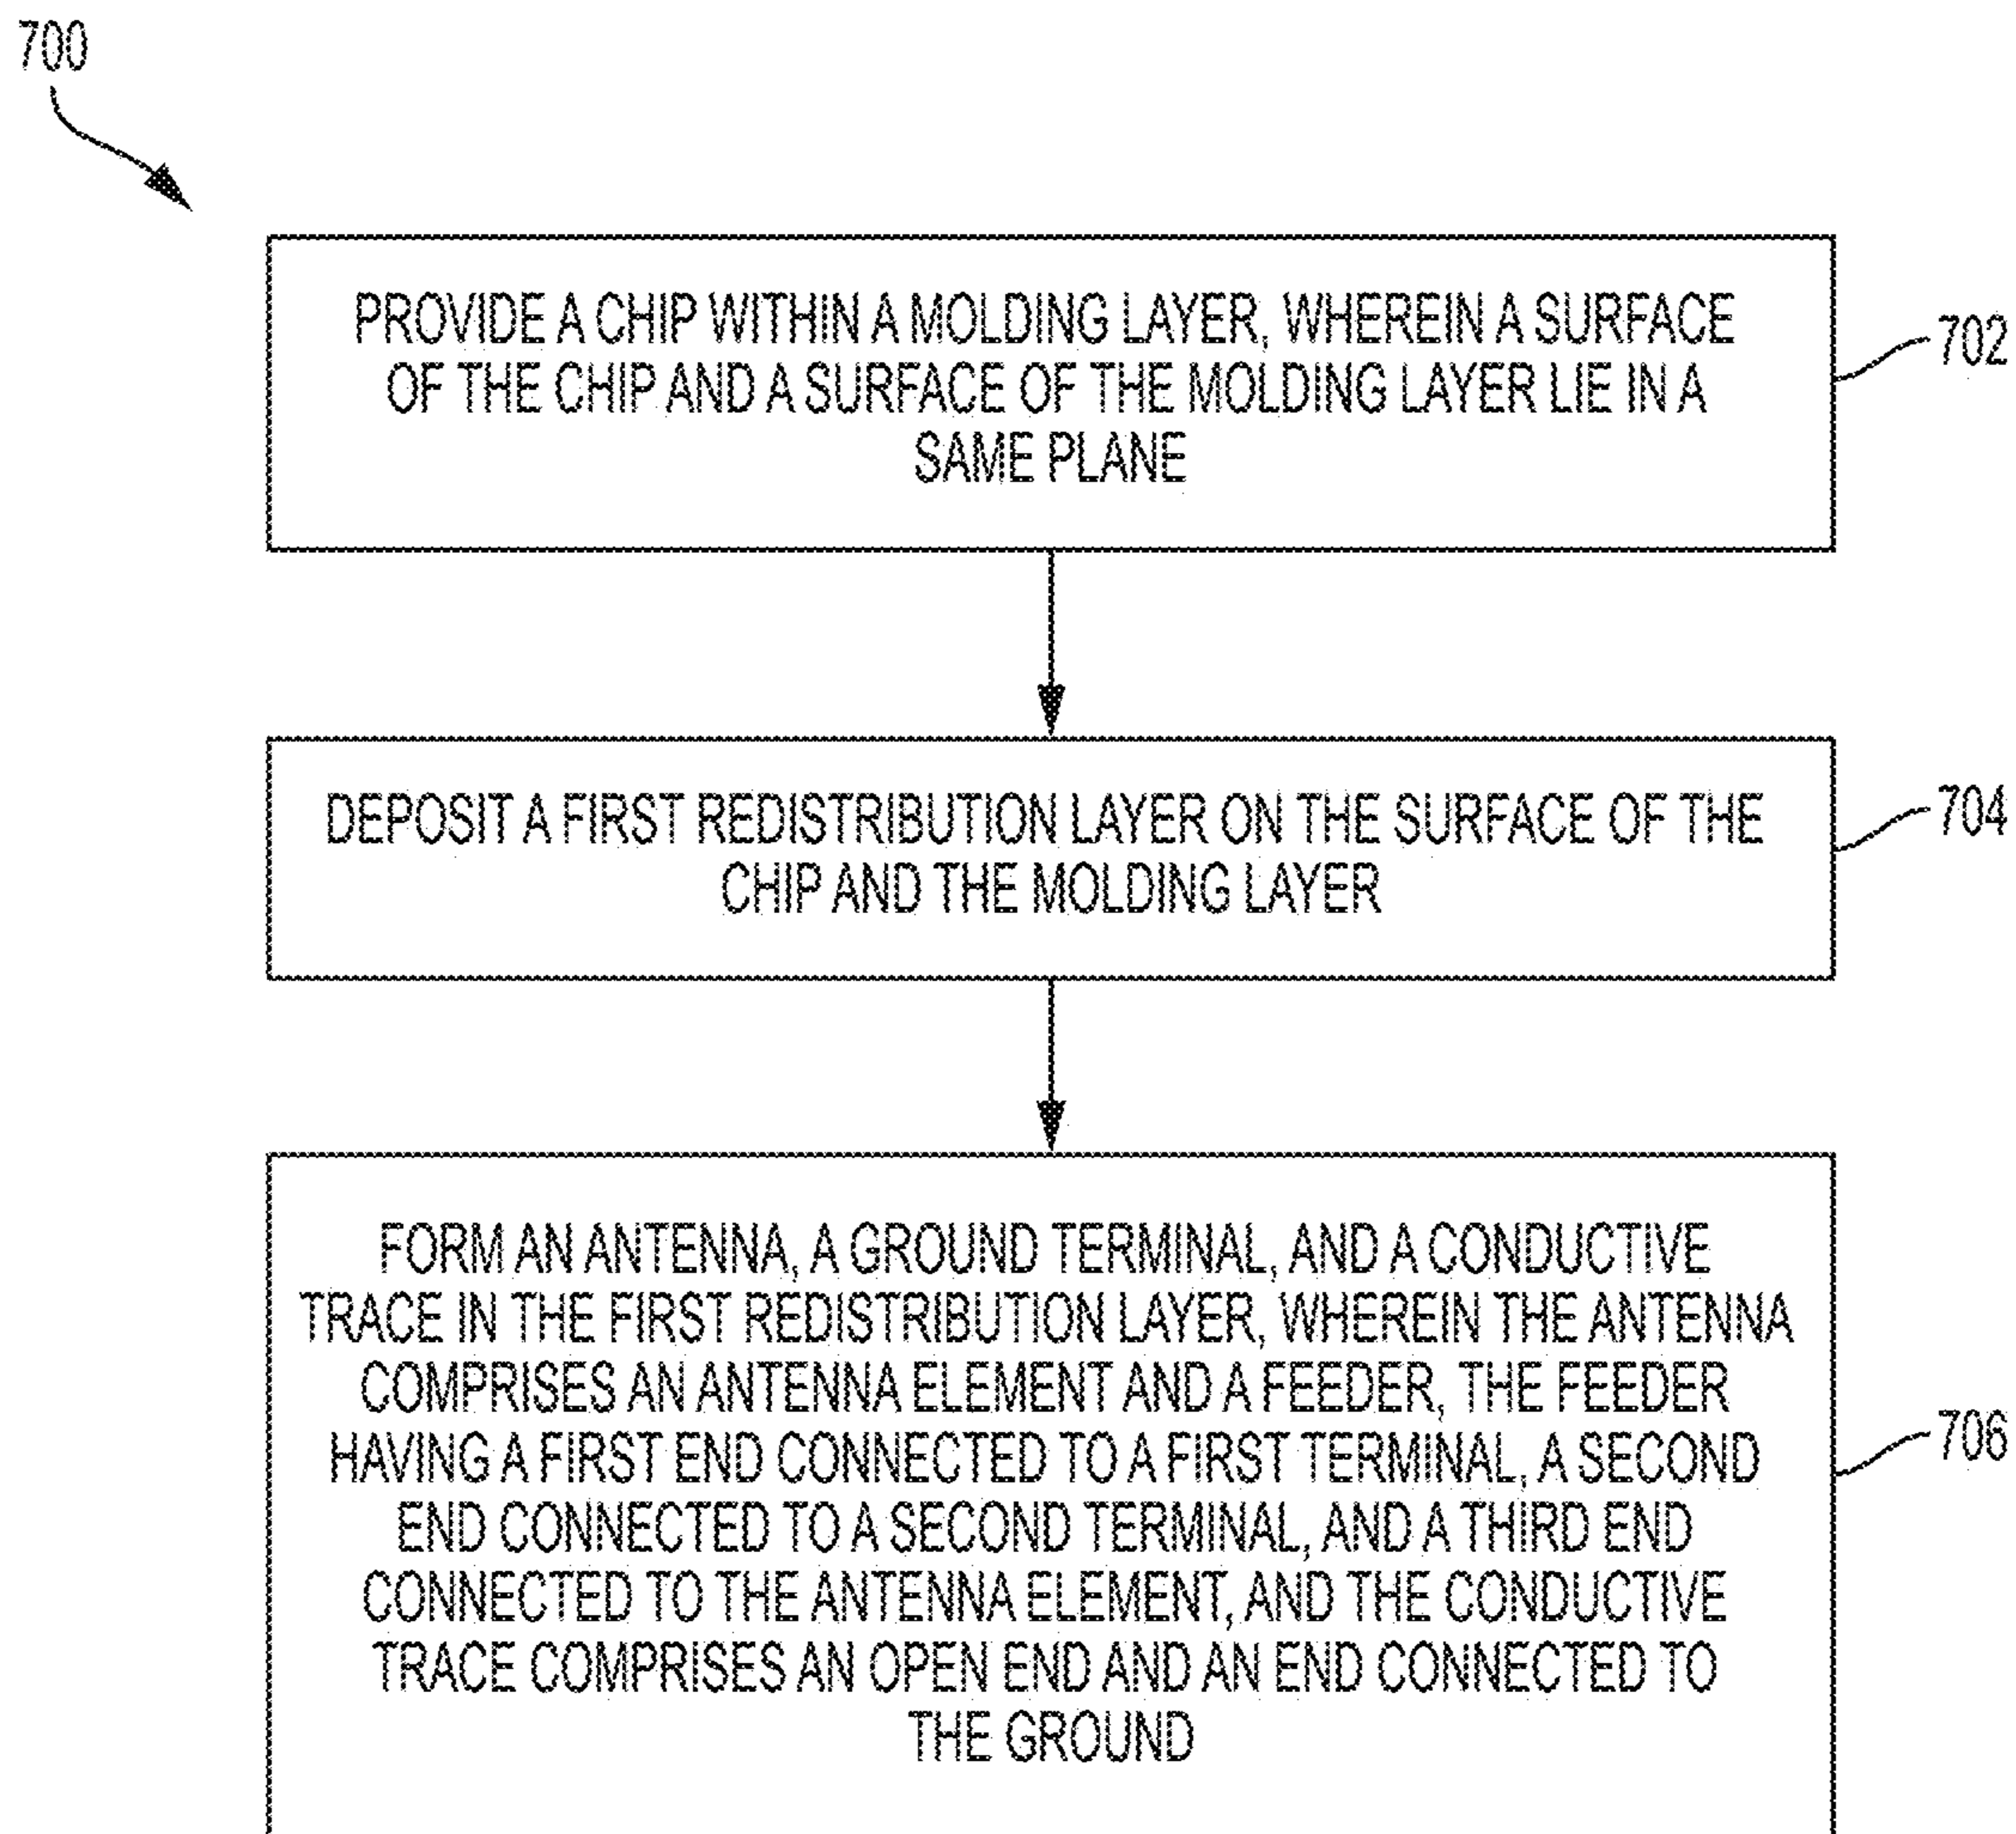 700
PROVIDE A CHIP WITHIN A MOLDING LAYER, WHEREIN A SURFACE
OF THE CHIP AND A SURFACE OF THE MOLDING LAYER LIE IN A
SAME PLANE
702
DEPOSIT A FIRST REDISTRIBUTION LAYER ON THE SURFACE OF THE
CHIP AND THE MOLDING LAYER
704
FORM AN ANTENNA, A GROUND TERMINAL, AND A CONDUCTIVE
TRACE IN THE FIRST REDISTRIBUTION LAYER, WHEREIN THE ANTENNA
COMPRISES AN ANTENNA ELEMENT AND A FEEDER, THE FEEDER
HAVING A FIRST END CONNECTED TO A FIRST TERMINAL, A SECOND
END CONNECTED TO A SECOND TERMINAL, AND A THIRD END
CONNECTED TO THE ANTENNA ELEMENT, AND THE CONDUCTIVE
TRACE COMPRISES AN OPEN END AND AN END CONNECTED TO
THE GROUND
706